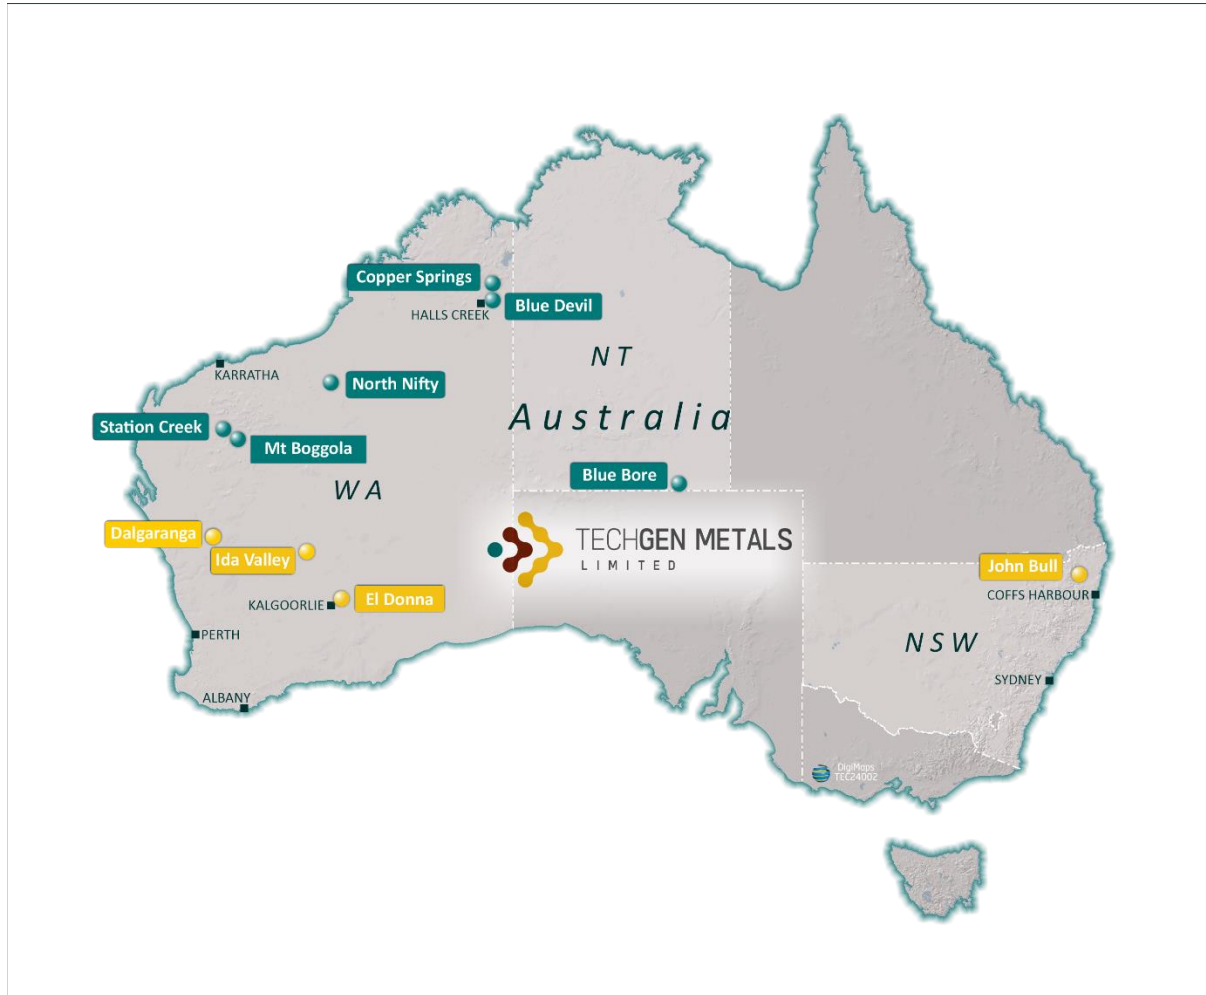 Copper Springs
Blue Devil
HALLS CREEK
NT
KARRATHA
North Nifty
Australia
Station Creek
Mt Boggola
Blue Bore
WA
Dalgaranga
TECHGEN METALS
LIMITED
Ida Valley
John Bull
El Donna
KALGOORLIE
COFFS HARBOUR
PERTH
NSW
SYDNEY
ALBANY
DigiMaps
TEC24002